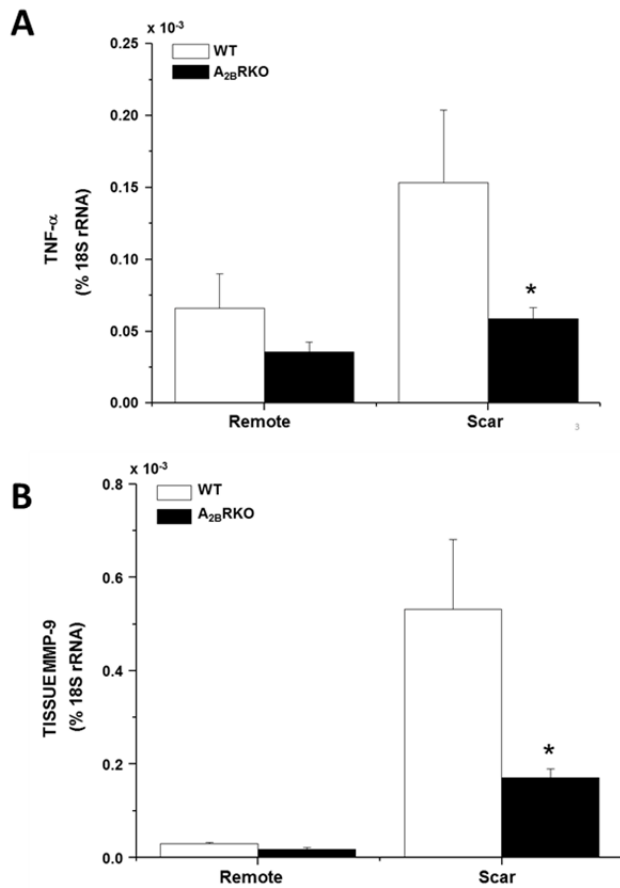 A
x 10-3
0.25
0.20
0.15
0.10
0.05
0.00
TNF-α
(% 18S rRNA)
WT
A2BRKO
*
Remote
Scar
3
B
x 10-3
0.8
0.6
0.4
0.2
0.0
TISSUEMMP-9
(% 18S rRNA)
WT
A2BRKO
*
Remote
Scar